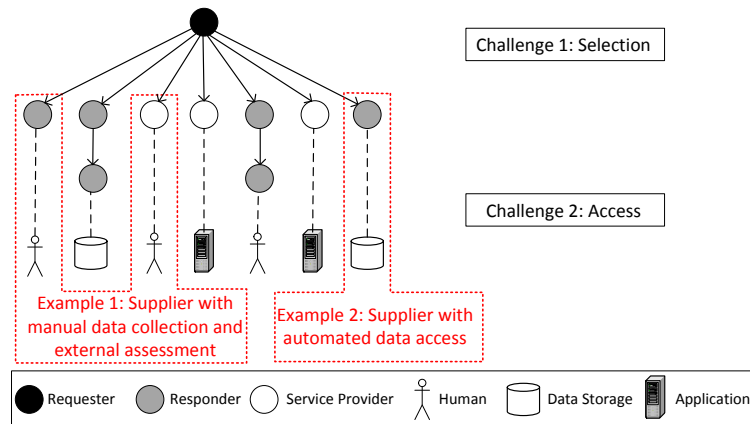 Challenge 1: Selection
Challenge 2: Access
Example 1: Supplier with
manual data collection and
external assessment
Example 2: Supplier with
automated data access
Requester
Responder
Service Provider
Human
Data Storage
Application